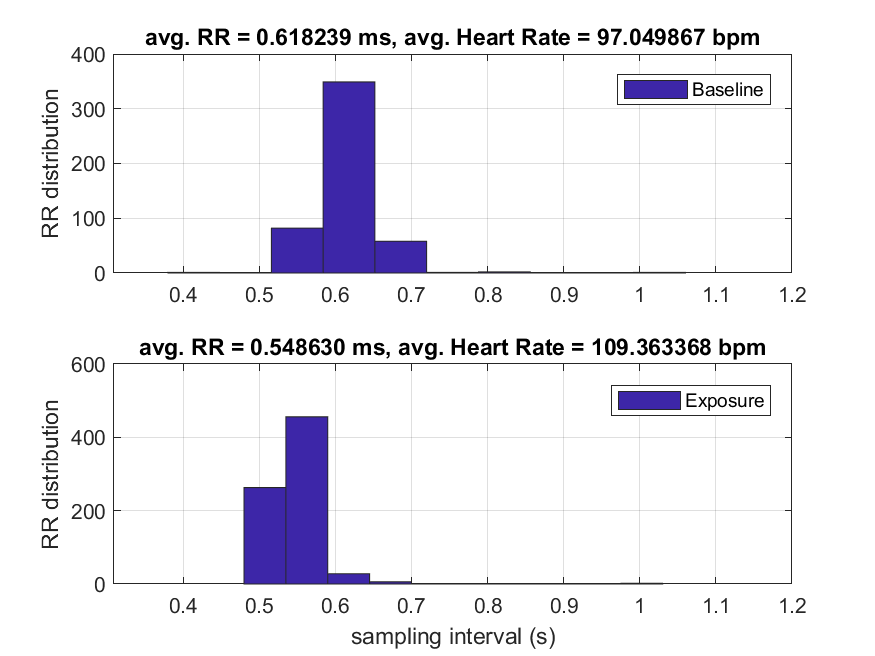 avg. RR = 0.618239 ms, avg. Heart Rate = 97.049867 bpm
400
300
200
100
0
RR distribution
Baseline
0.4 0.5 0.6 0.7 0.8 0.9 1 1.1 1.2
avg. RR = 0.548630 ms, avg. Heart Rate = 109.363368 bpm
600
400
200
0
RR distribution
Exposure
0.4 0.5 0.6 0.7 0.8 0.9 1 1.1 1.2
sampling interval (s)